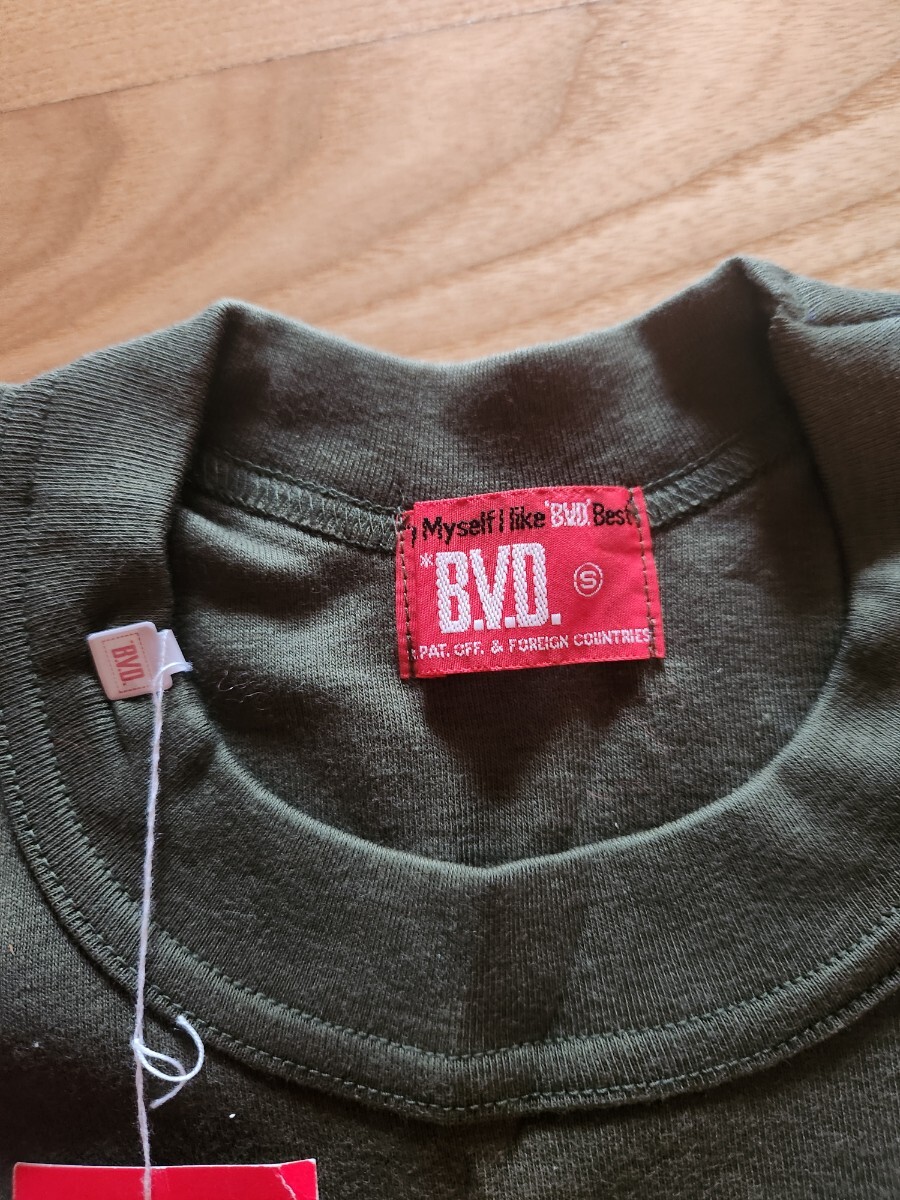 Myself I like "B.V.D." Best
*B.V.D. Ⓢ
.PAT. OFF. & FOREIGN COUNTRIES
B.V.D.